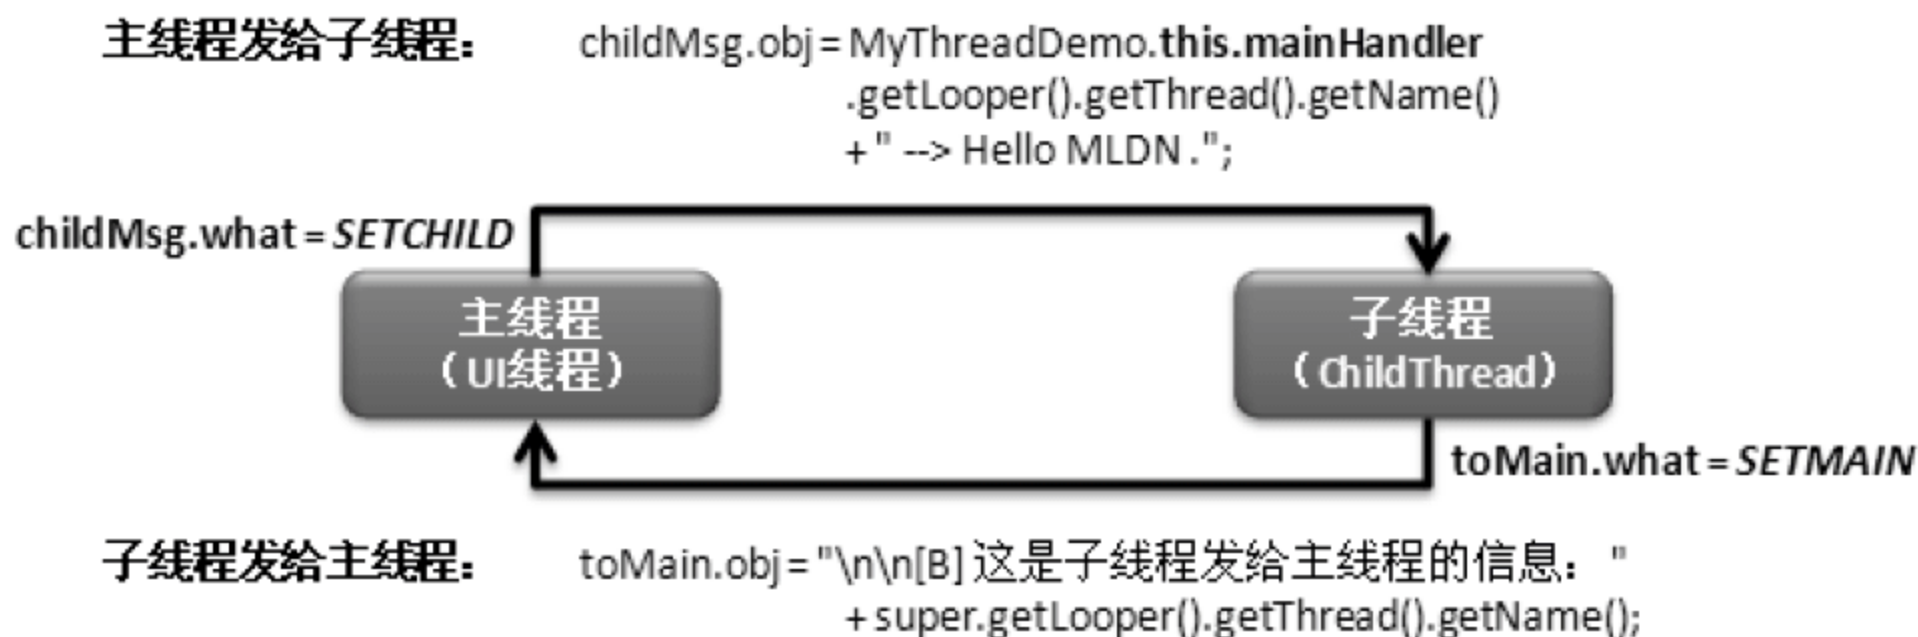 主线程发给子线程： childMsg.obj = MyThreadDemo.this.mainHandler
.getLooper().getThread().getName()
+ " --> Hello MLDN .";
childMsg.what = SETCHILD
主线程
（UI线程）
子线程
（ChildThread）
toMain.what = SETMAIN
子线程发给主线程： toMain.obj = "\n\n[B] 这是子线程发给主线程的信息："
+ super.getLooper().getThread().getName();